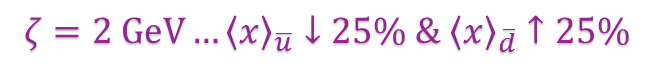 ζ = 2 GeV … ⟨x⟩_ū ↓ 25% & ⟨x⟩_d̄ ↑ 25%